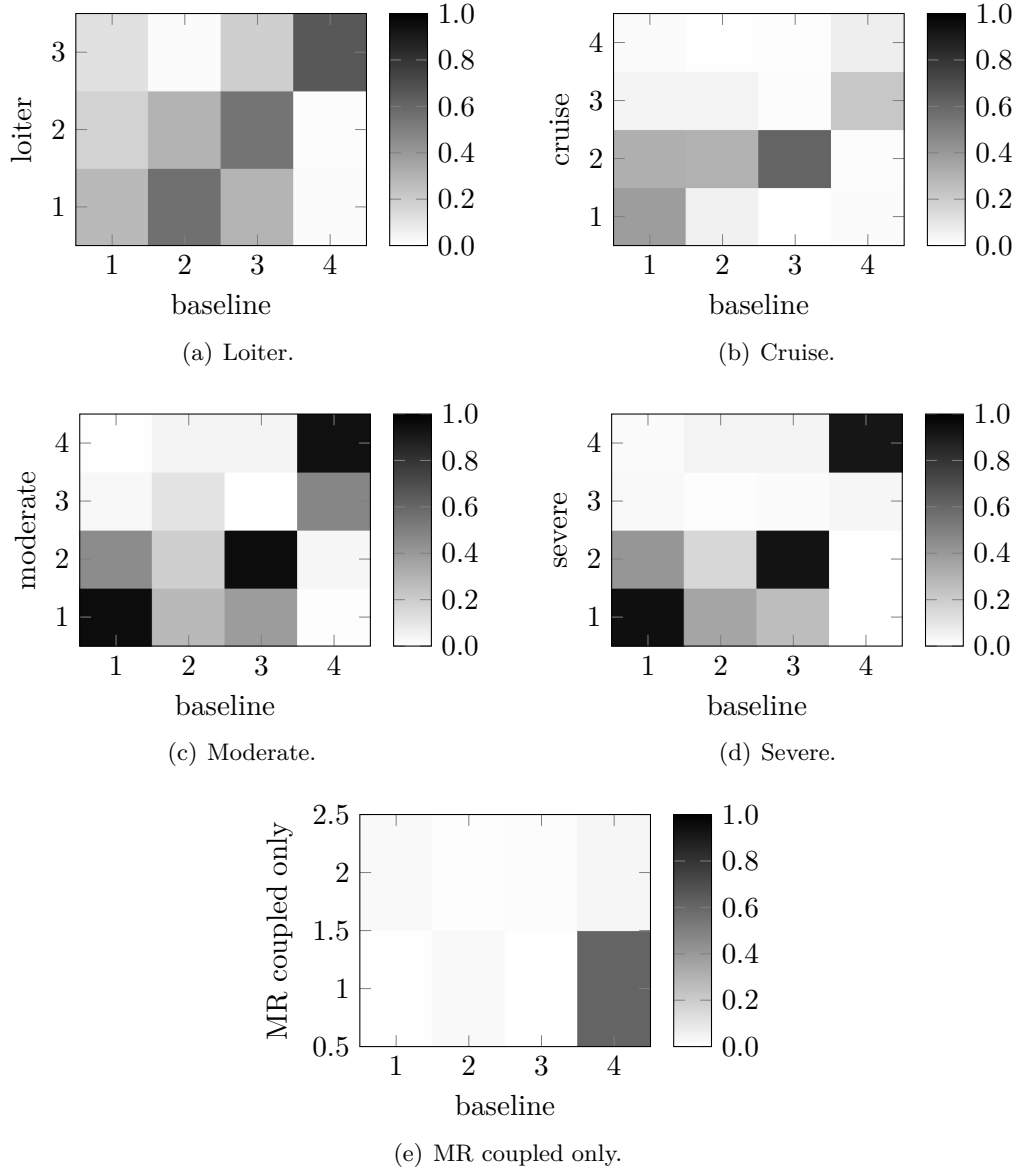 3
2
1
loiter
1 2 3 4
baseline
1.0
0.8
0.6
0.4
0.2
0.0
(a) Loiter.
4
3
2
1
cruise
1 2 3 4
baseline
1.0
0.8
0.6
0.4
0.2
0.0
(b) Cruise.
4
3
2
1
moderate
1 2 3 4
baseline
1.0
0.8
0.6
0.4
0.2
0.0
(c) Moderate.
4
3
2
1
severe
1 2 3 4
baseline
1.0
0.8
0.6
0.4
0.2
0.0
(d) Severe.
2.5
2
1.5
1
0.5
MR coupled only
1 2 3 4
baseline
1.0
0.8
0.6
0.4
0.2
0.0
(e) MR coupled only.